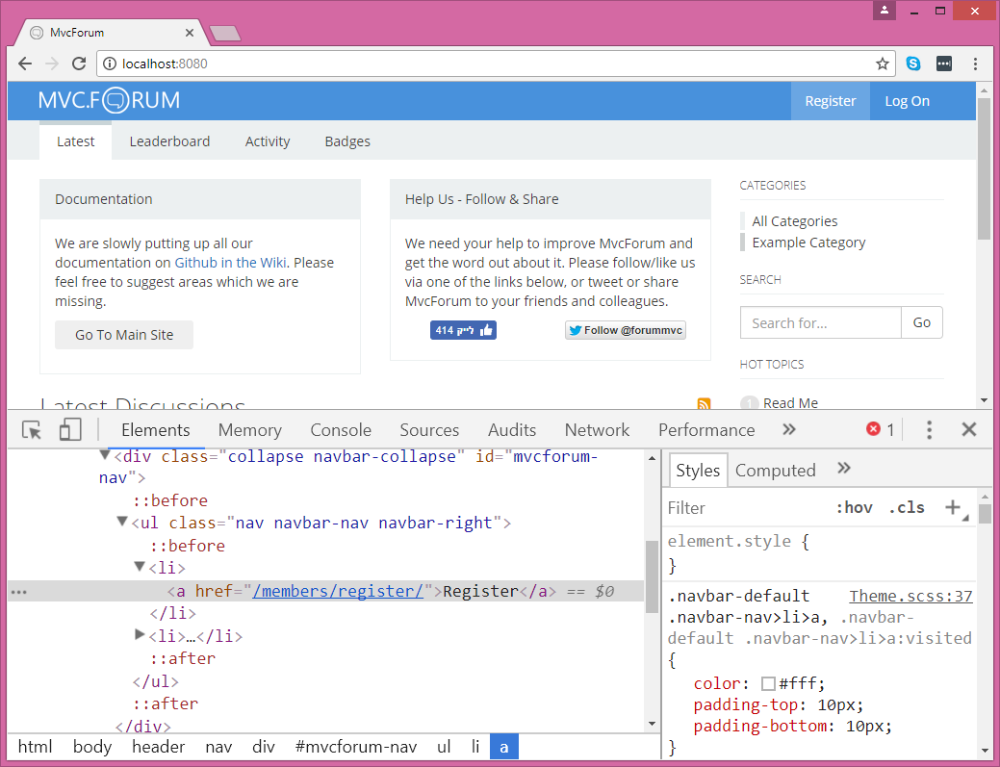 MvcForum
localhost:8080
MVC.FORUM
Register
Log On
Latest
Leaderboard
Activity
Badges
Documentation
We are slowly putting up all our
documentation on Github in the Wiki. Please
feel free to suggest areas which we are
missing.
Go To Main Site
Help Us - Follow & Share
We need your help to improve MvcForum and
get the word out about it. Please follow/like us
via one of the links below, or tweet or share
MvcForum to your friends and colleagues.
לייק 414
Follow @forummvc
CATEGORIES
All Categories
Example Category
SEARCH
Search for...
Go
HOT TOPICS
1 Read Me
Latest Discussions
Elements
Memory
Console
Sources
Audits
Network
Performance
»
1
<div class="collapse navbar-collapse" id="mvcforum-
nav">
::before
<ul class="nav navbar-nav navbar-right">
::before
<li>
<a href="/members/register/">Register</a> == $0
</li>
<li>…</li>
::after
</ul>
::after
</div>
html body header nav div #mvcforum-nav ul li a
Styles
Computed
»
Filter
:hov
.cls
+
element.style {
}
.navbar-default Theme.scss:37
.navbar-nav>li>a, .navbar-
default .navbar-nav>li>a:visited
{
color: #fff;
padding-top: 10px;
padding-bottom: 10px;
}